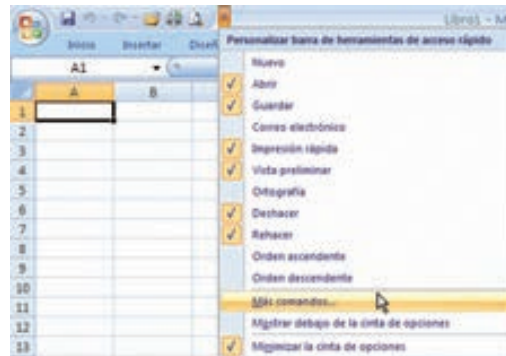 Libro1 - M
Inicio Insertar Diseñ
Personalizar barra de herramientas de acceso rápido
A1
Nuevo
Abrir
Guardar
Correo electrónico
Impresión rápida
Vista preliminar
Ortografía
Deshacer
Rehacer
Orden ascendente
Orden descendente
Más comandos...
Mostrar debajo de la cinta de opciones
Minimizar la cinta de opciones
A B
1
2
3
4
5
6
7
8
9
10
11
12
13